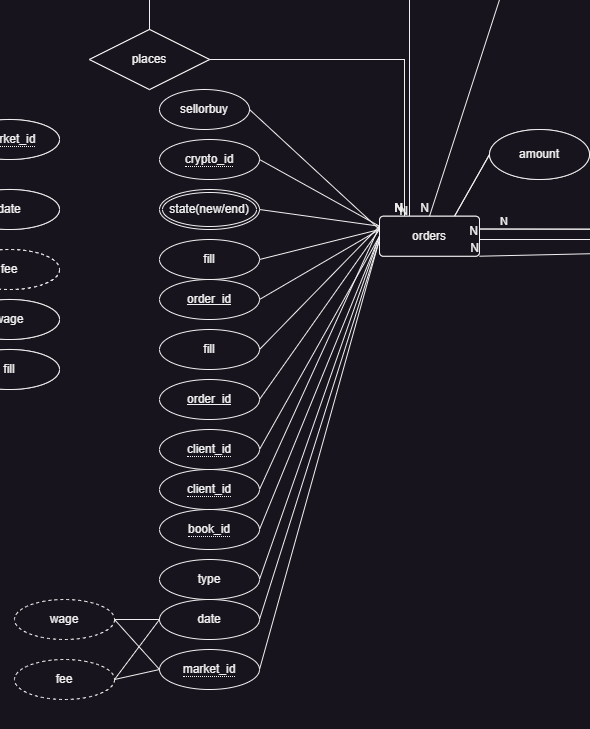 places
sellorbuy
rket_id
crypto_id
amount
date
state(new/end)
N
N
N
N
orders
N
N
fee
fill
order_id
wage
fill
fill
order_id
client_id
client_id
book_id
type
wage
date
fee
market_id